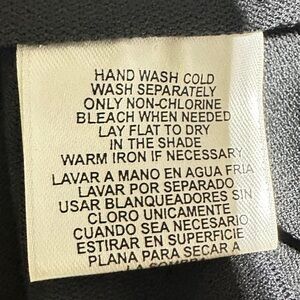 HAND WASH COLD
WASH SEPARATELY
ONLY NON-CHLORINE
BLEACH WHEN NEEDED
LAY FLAT TO DRY
IN THE SHADE
WARM IRON IF NECESSARY
LAVAR A MANO EN AGUA FRIA
LAVAR POR SEPARADO
USAR BLANQUEADORES SIN
CLORO UNICAMENTE
CUANDO SEA NECESARIO
ESTIRAR EN SUPERFICIE
PLANA PARA SECAR A
LA